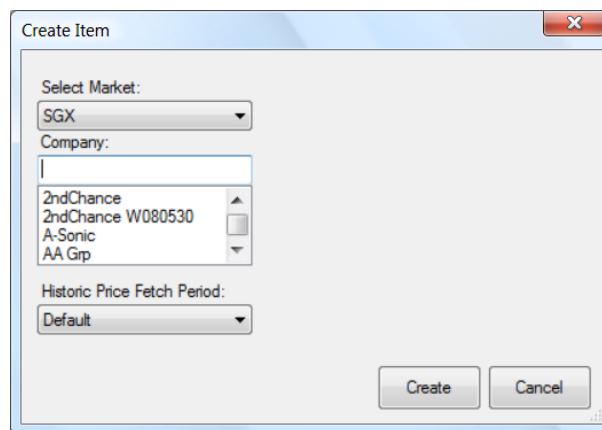 Create Item
Select Market:
SGX
Company:
2ndChance
2ndChance W080530
A-Sonic
AA Grp
Historic Price Fetch Period:
Default
Create
Cancel